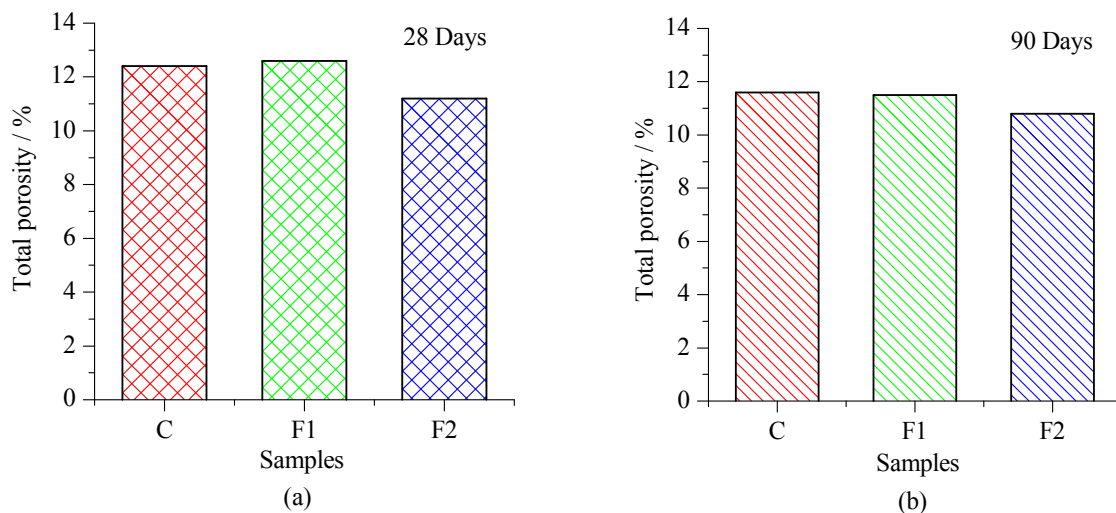 14
12
10
8
6
4
2
0
Total porosity / %
28 Days
C F1 F2
Samples
(a)
14
12
10
8
6
4
2
0
Total porosity / %
90 Days
C F1 F2
Samples
(b)